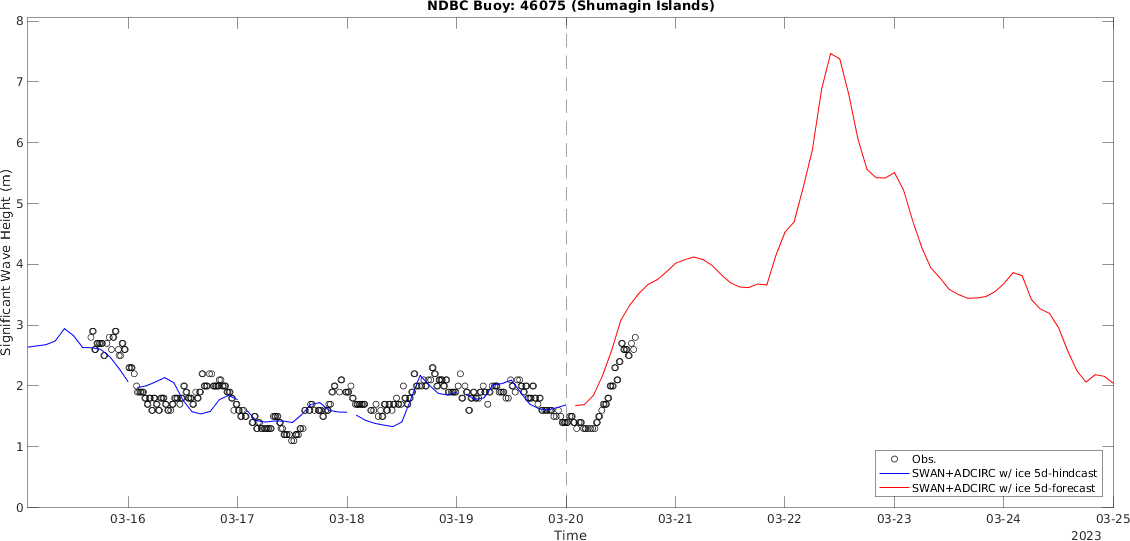 NDBC Buoy: 46075 (Shumagin Islands)
8
7
6
5
4
3
2
1
0
Significant Wave Height (m)
Obs.
SWAN+ADCIRC w/ ice 5d-hindcast
SWAN+ADCIRC w/ ice 5d-forecast
03-16 03-17 03-18 03-19 03-20 03-21 03-22 03-23 03-24 03-25
Time
2023